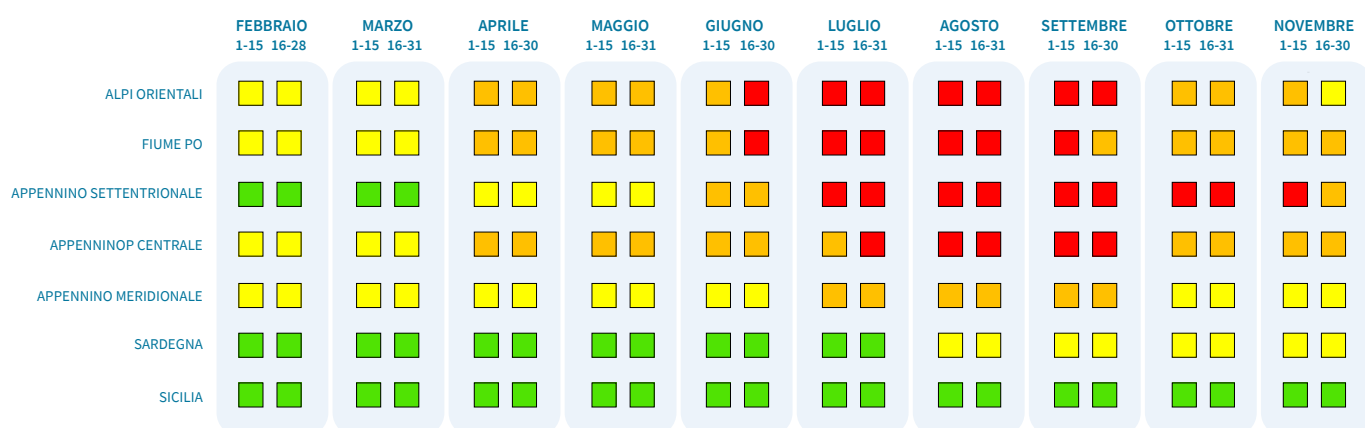 FEBBRAIO MARZO APRILE MAGGIO GIUGNO LUGLIO AGOSTO SETTEMBRE OTTOBRE NOVEMBRE
1-15 16-28 1-15 16-31 1-15 16-30 1-15 16-31 1-15 16-30 1-15 16-31 1-15 16-31 1-15 16-30 1-15 16-31 1-15 16-30
ALPI ORIENTALI
FIUME PO
APPENNINO SETTENTRIONALE
APPENNINOP CENTRALE
APPENNINO MERIDIONALE
SARDEGNA
SICILIA